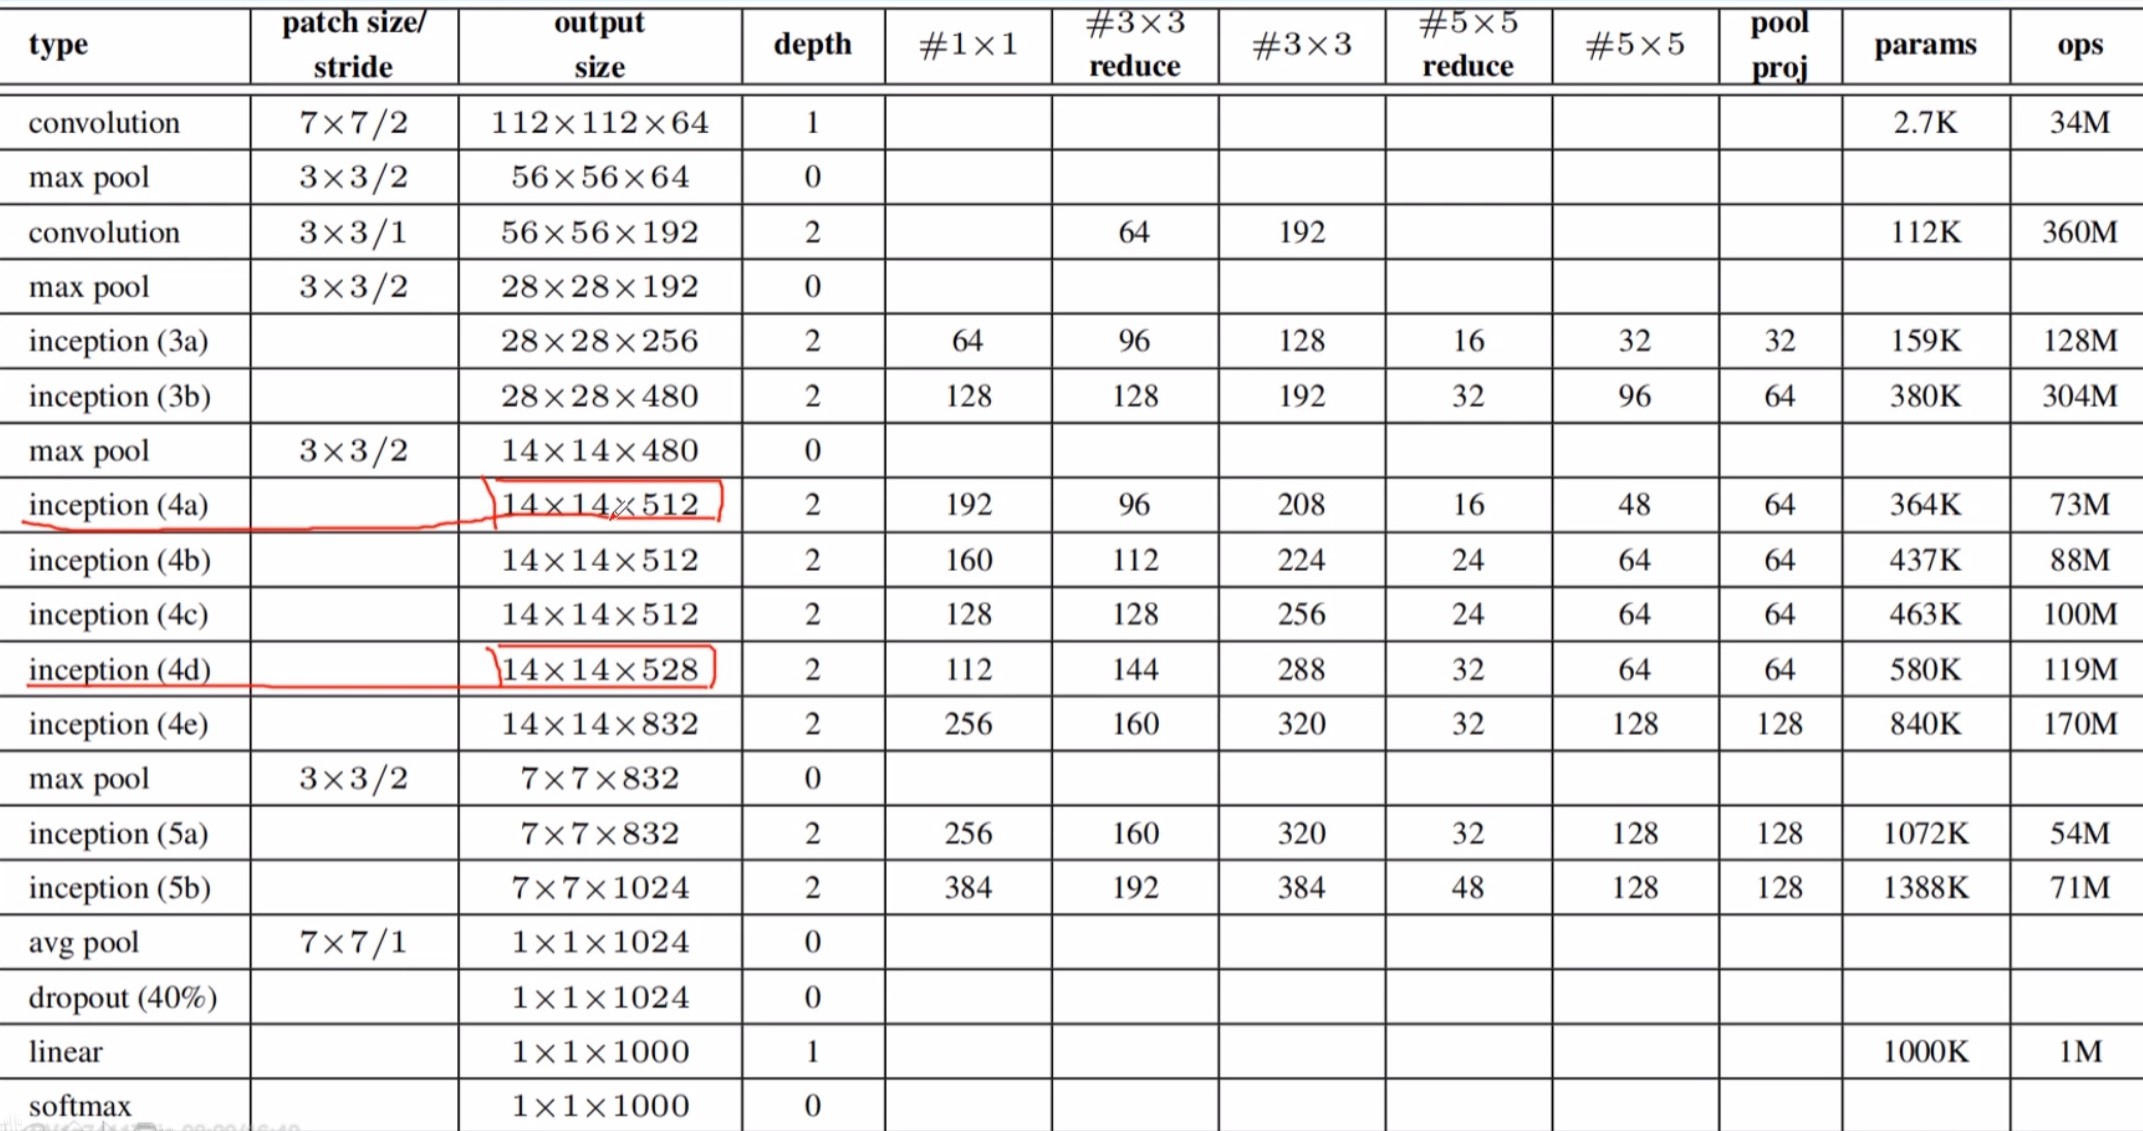 type patch size/ stride output size depth #1×1 #3×3 reduce #3×3 #5×5 reduce #5×5 pool proj params ops
convolution 7×7/2 112×112×64 1 2.7K 34M
max pool 3×3/2 56×56×64 0
convolution 3×3/1 56×56×192 2 64 192 112K 360M
max pool 3×3/2 28×28×192 0
inception (3a) 28×28×256 2 64 96 128 16 32 32 159K 128M
inception (3b) 28×28×480 2 128 128 192 32 96 64 380K 304M
max pool 3×3/2 14×14×480 0
inception (4a) 14×14×512 2 192 96 208 16 48 64 364K 73M
inception (4b) 14×14×512 2 160 112 224 24 64 64 437K 88M
inception (4c) 14×14×512 2 128 128 256 24 64 64 463K 100M
inception (4d) 14×14×528 2 112 144 288 32 64 64 580K 119M
inception (4e) 14×14×832 2 256 160 320 32 128 128 840K 170M
max pool 3×3/2 7×7×832 0
inception (5a) 7×7×832 2 256 160 320 32 128 128 1072K 54M
inception (5b) 7×7×1024 2 384 192 384 48 128 128 1388K 71M
avg pool 7×7/1 1×1×1024 0
dropout (40%) 1×1×1024 0
linear 1×1×1000 1 1000K 1M
softmax 1×1×1000 0